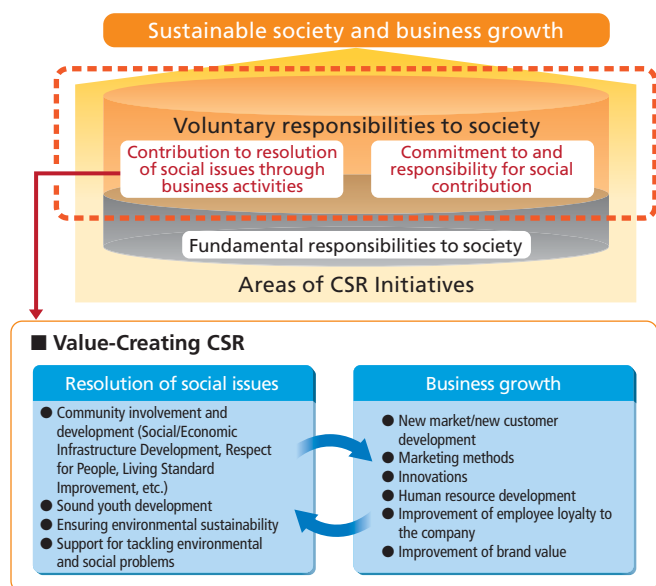 Sustainable society and business growth
Voluntary responsibilities to society
Contribution to resolution
of social issues through
business activities
Commitment to and
responsibility for social
contribution
Fundamental responsibilities to society
Areas of CSR Initiatives
■ Value-Creating CSR
Resolution of social issues
● Community involvement and
development (Social/Economic
Infrastructure Development, Respect
for People, Living Standard
Improvement, etc.)
● Sound youth development
● Ensuring environmental sustainability
● Support for tackling environmental
and social problems
Business growth
● New market/new customer
development
● Marketing methods
● Innovations
● Human resource development
● Improvement of employee loyalty to
the company
● Improvement of brand value